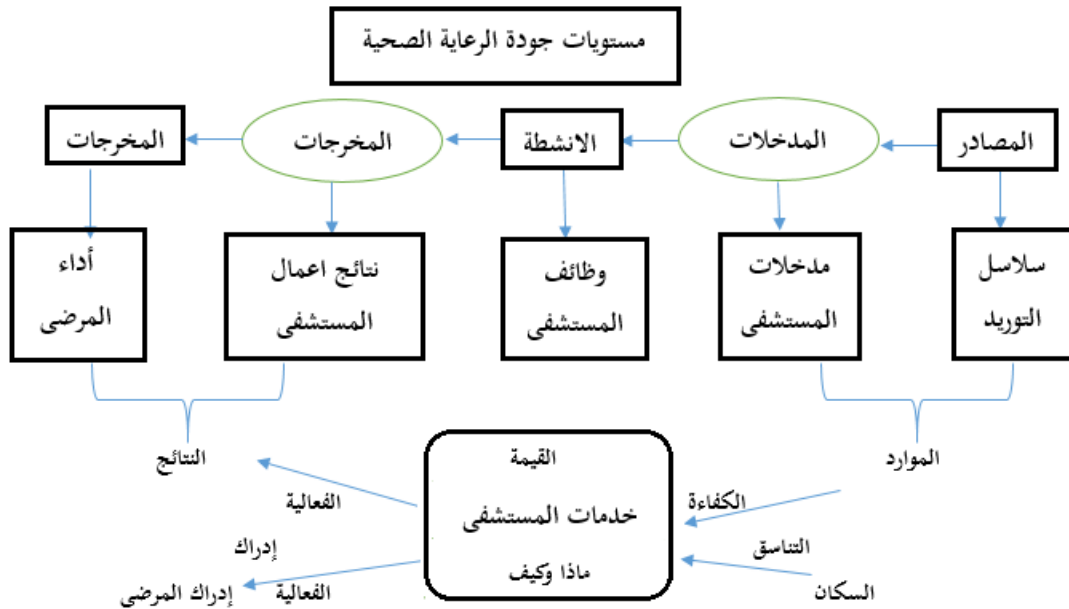 مستويات جودة الرعاية الصحية
المصادر
المدخلات
الانشطة
المخرجات
المخرجات
سلاسل
التوريد
مدخلات
المستشفى
وظائف
المستشفى
نتائج اعمال
المستشفى
أداء
المرضى
الموارد
النتائج
القيمة
خدمات المستشفى
ماذا وكيف
الكفاءة
الفعالية
التناسق
إدراك
السكان
الفعالية
إدراك المرضى